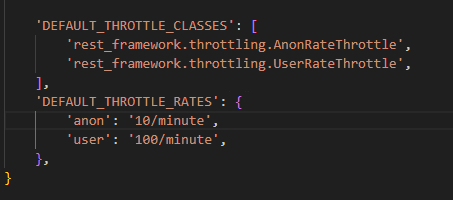 'DEFAULT_THROTTLE_CLASSES': [
'rest_framework.throttling.AnonRateThrottle',
'rest_framework.throttling.UserRateThrottle',
],
'DEFAULT_THROTTLE_RATES': {
'anon': '10/minute',
'user': '100/minute',
},
}